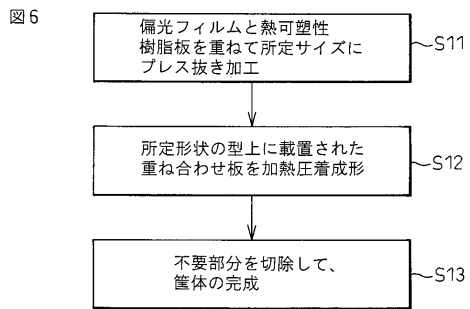 図6
偏光フィルムと熱可塑性
樹脂板を重ねて所定サイズに
プレス抜き加工
S11
所定形状の型上に載置された
重ね合わせ板を加熱圧着成形
S12
不要部分を切除して、
筐体の完成
S13